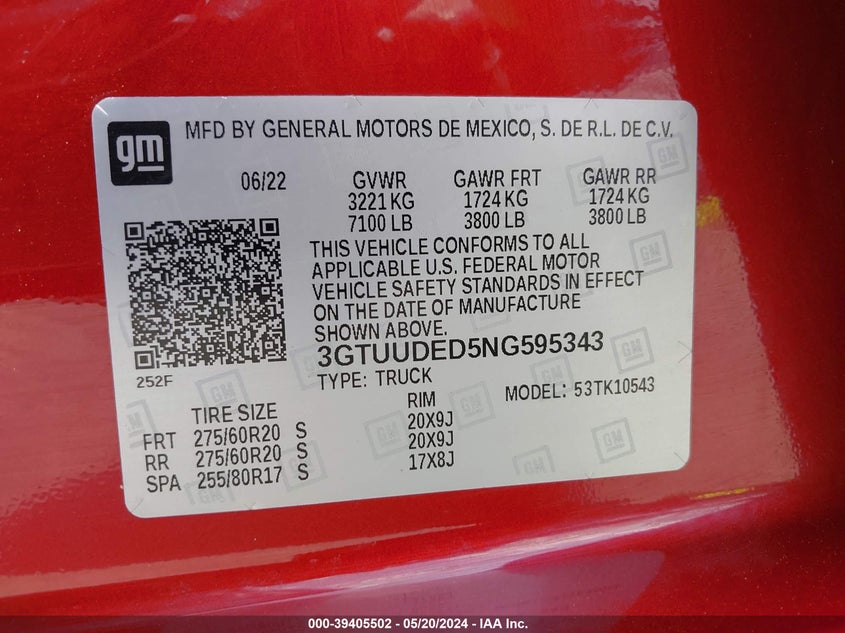 gm MFD BY GENERAL MOTORS DE MEXICO, S. DE R.L. DE C.V.
06/22 GVWR GAWR FRT GAWR RR
3221 KG 1724 KG 1724 KG
7100 LB 3800 LB 3800 LB
THIS VEHICLE CONFORMS TO ALL
APPLICABLE U.S. FEDERAL MOTOR
VEHICLE SAFETY STANDARDS IN EFFECT
ON THE DATE OF MANUFACTURE
SHOWN ABOVE.
3GTUUDED5NG595343
252F
TYPE: TRUCK MODEL: 53TK10543
TIRE SIZE RIM
FRT 275/60R20 S 20X9J
RR 275/60R20 S 20X9J
SPA 255/80R17 S 17X8J
000-39405502 - 05/20/2024 - IAA Inc.